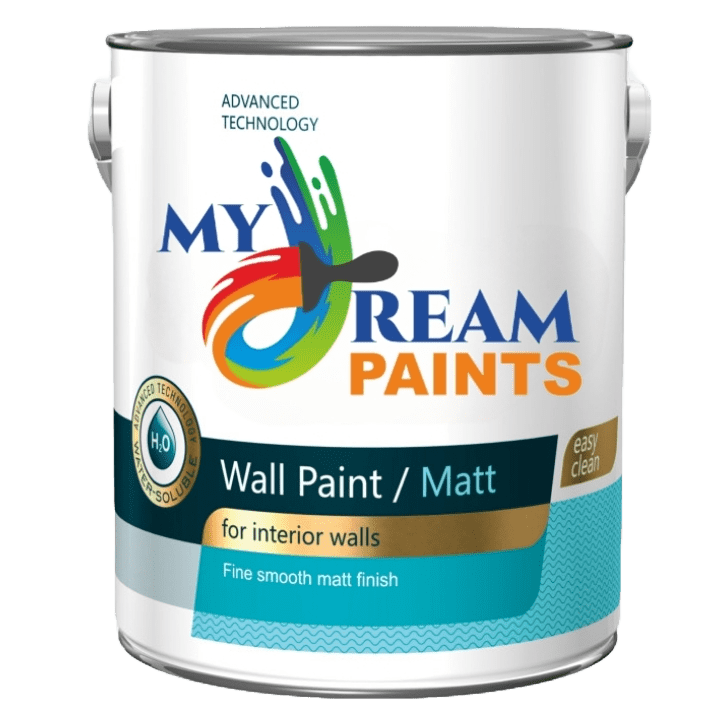 ADVANCED
TECHNOLOGY
MY DREAM
PAINTS
ADVANCED TECHNOLOGY
H₂O
WATER-SOLUBLE
easy
clean
Wall Paint / Matt
for interior walls
Fine smooth matt finish